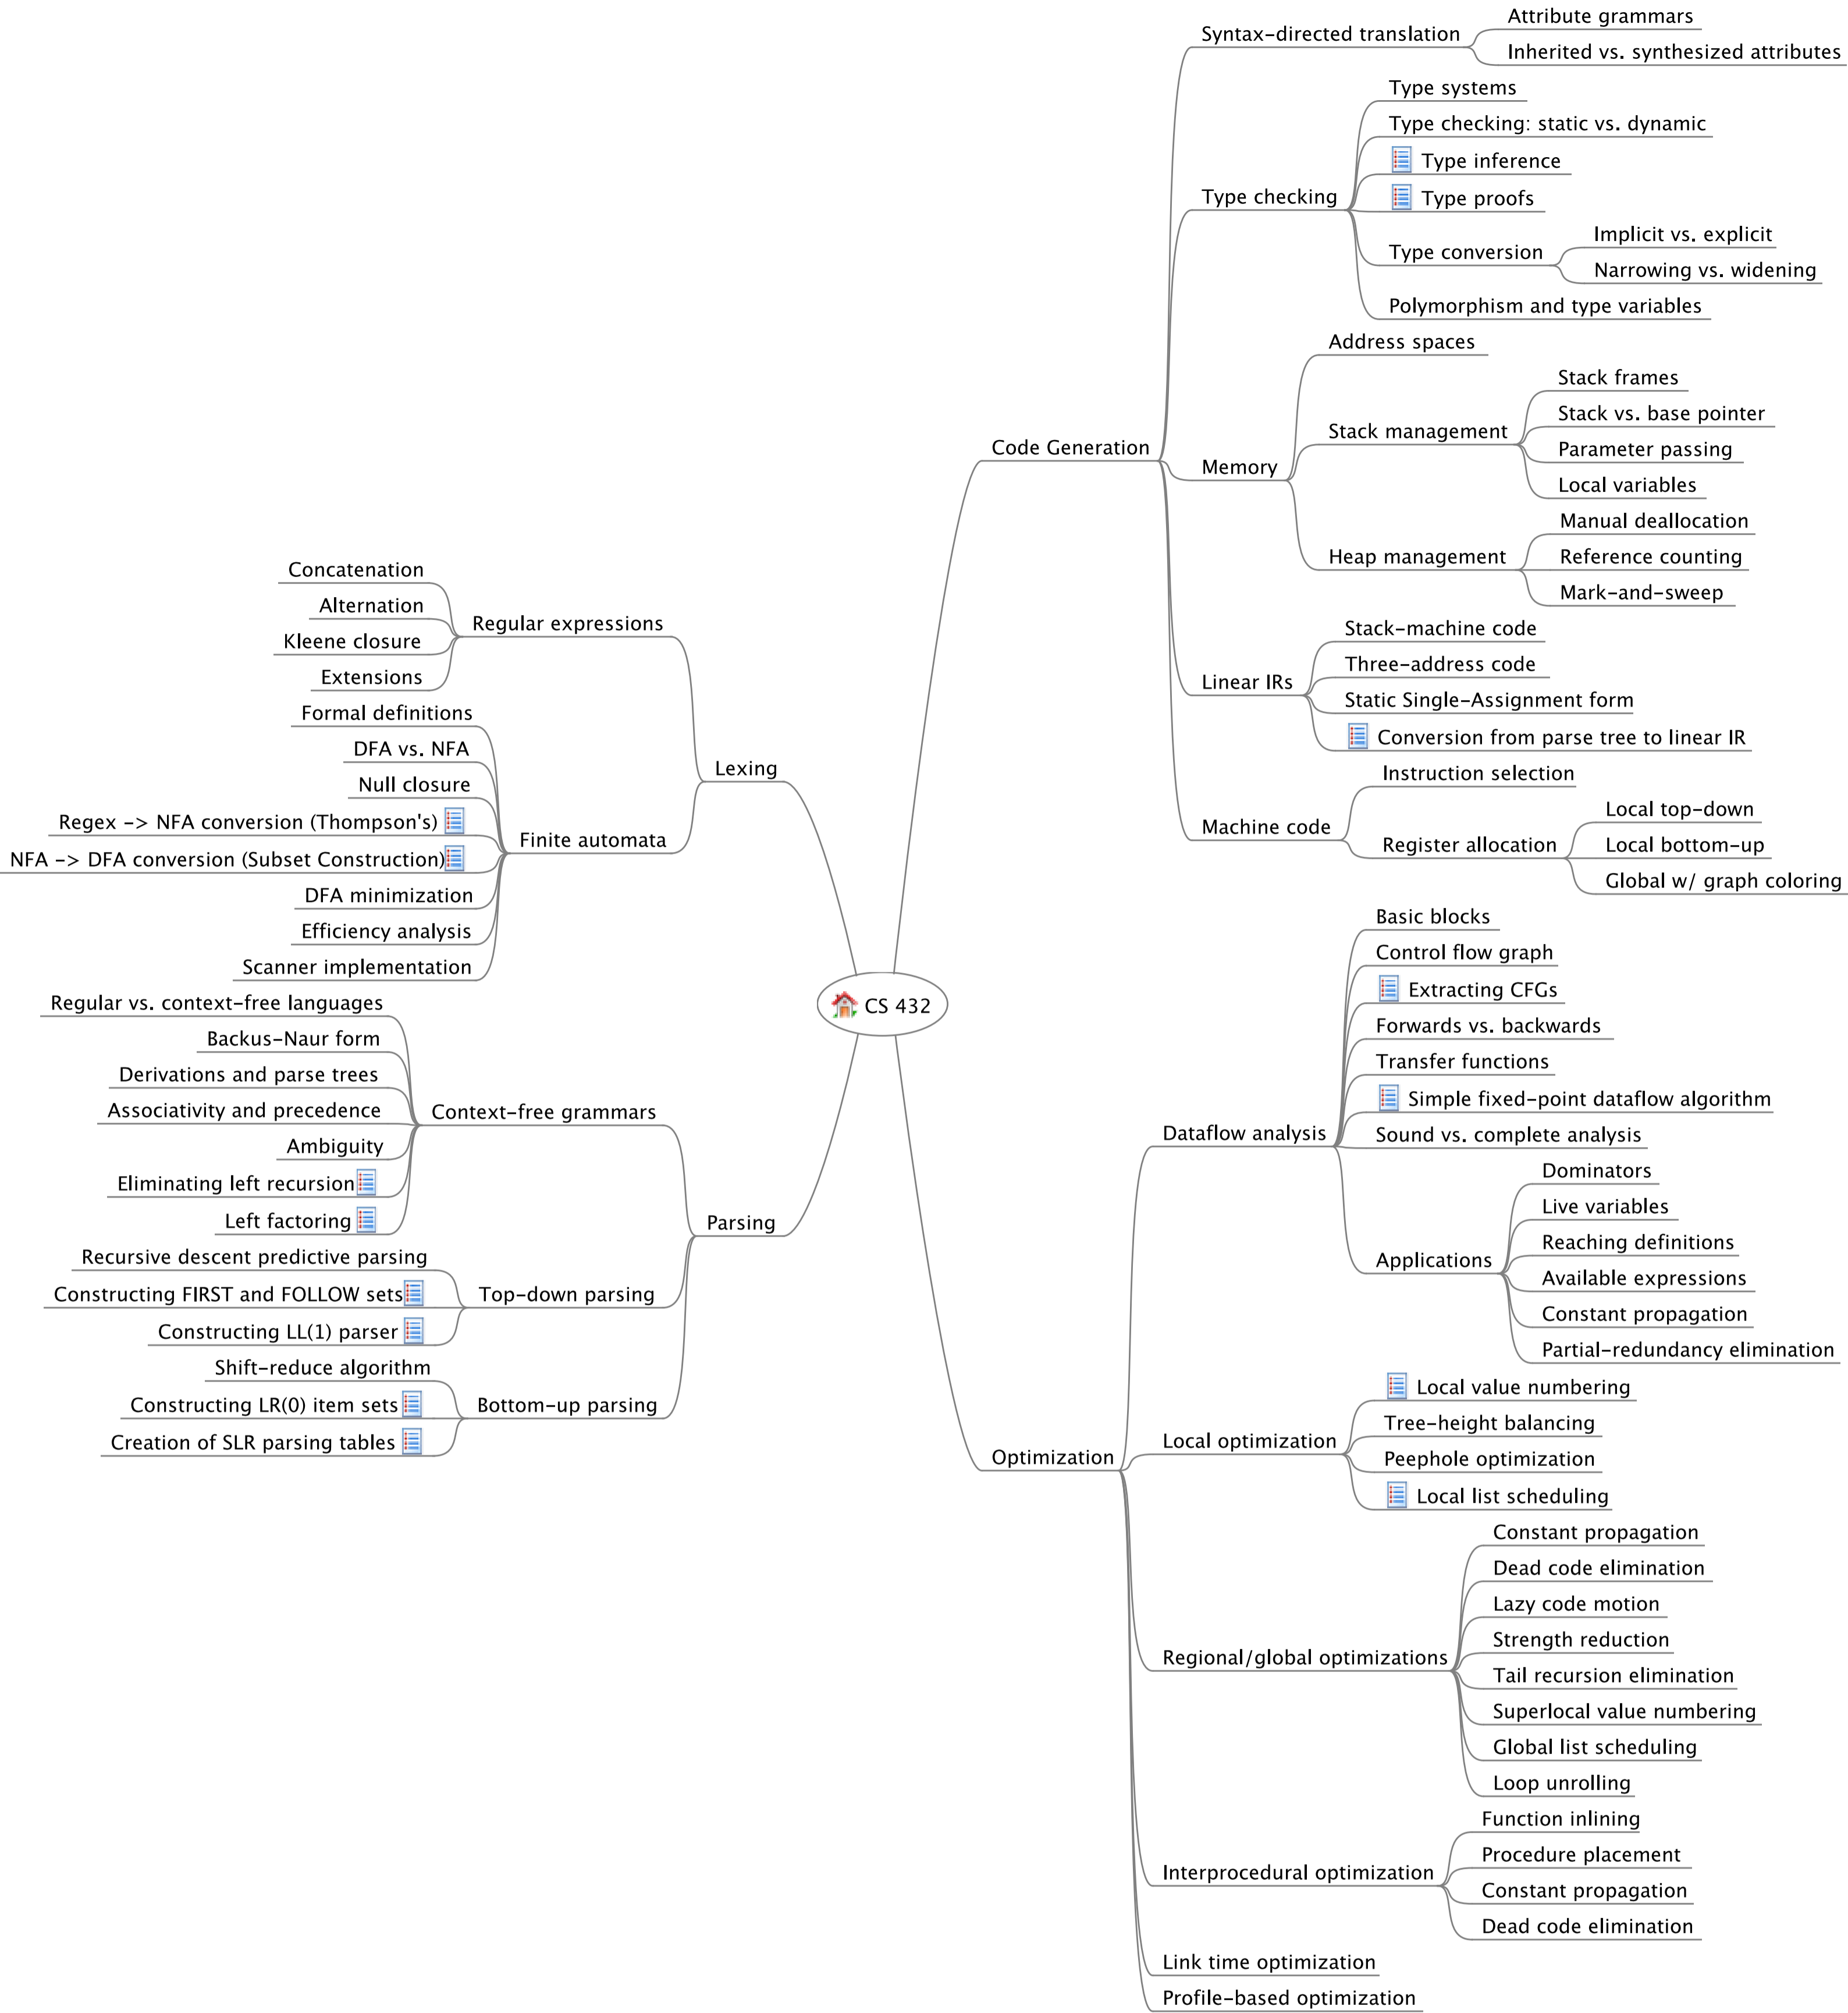 CS 432
Lexing
Regular expressions
Concatenation
Alternation
Kleene closure
Extensions
Finite automata
Formal definitions
DFA vs. NFA
Null closure
Regex -> NFA conversion (Thompson's)
NFA -> DFA conversion (Subset Construction)
DFA minimization
Efficiency analysis
Scanner implementation
Parsing
Context-free grammars
Regular vs. context-free languages
Backus-Naur form
Derivations and parse trees
Associativity and precedence
Ambiguity
Eliminating left recursion
Left factoring
Top-down parsing
Recursive descent predictive parsing
Constructing FIRST and FOLLOW sets
Constructing LL(1) parser
Bottom-up parsing
Shift-reduce algorithm
Constructing LR(0) item sets
Creation of SLR parsing tables
Code Generation
Syntax-directed translation
Attribute grammars
Inherited vs. synthesized attributes
Type checking
Type systems
Type checking: static vs. dynamic
Type inference
Type proofs
Type conversion
Implicit vs. explicit
Narrowing vs. widening
Polymorphism and type variables
Memory
Address spaces
Stack management
Stack frames
Stack vs. base pointer
Parameter passing
Local variables
Heap management
Manual deallocation
Reference counting
Mark-and-sweep
Linear IRs
Stack-machine code
Three-address code
Static Single-Assignment form
Conversion from parse tree to linear IR
Machine code
Instruction selection
Register allocation
Local top-down
Local bottom-up
Global w/ graph coloring
Optimization
Dataflow analysis
Basic blocks
Control flow graph
Extracting CFGs
Forwards vs. backwards
Transfer functions
Simple fixed-point dataflow algorithm
Sound vs. complete analysis
Applications
Dominators
Live variables
Reaching definitions
Available expressions
Constant propagation
Partial-redundancy elimination
Local optimization
Local value numbering
Tree-height balancing
Peephole optimization
Local list scheduling
Regional/global optimizations
Constant propagation
Dead code elimination
Lazy code motion
Strength reduction
Tail recursion elimination
Superlocal value numbering
Global list scheduling
Loop unrolling
Interprocedural optimization
Function inlining
Procedure placement
Constant propagation
Dead code elimination
Link time optimization
Profile-based optimization